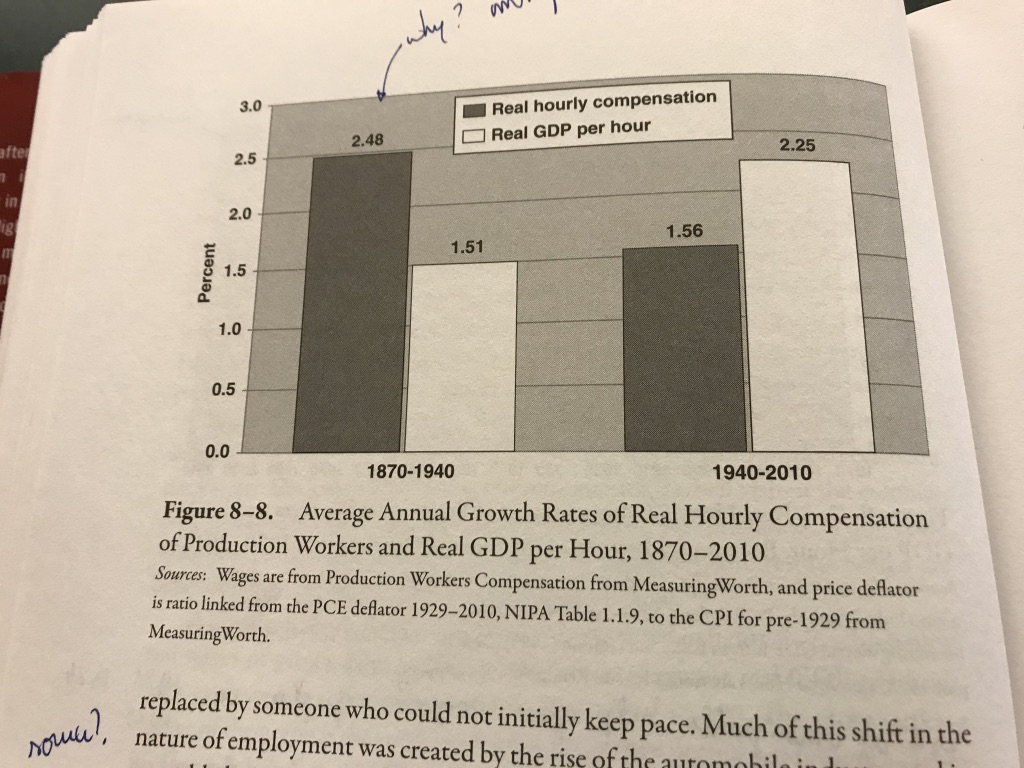 why?
3.0
Real hourly compensation
Real GDP per hour
2.48
2.25
2.5
2.0
1.51
1.56
1.5
Percent
1.0
0.5
0.0
1870-1940
1940-2010
Figure 8–8. Average Annual Growth Rates of Real Hourly Compensation
of Production Workers and Real GDP per Hour, 1870–2010
Sources: Wages are from Production Workers Compensation from MeasuringWorth, and price deflator
is ratio linked from the PCE deflator 1929–2010, NIPA Table 1.1.9, to the CPI for pre-1929 from
MeasuringWorth.
replaced by someone who could not initially keep pace. Much of this shift in the
source?
nature of employment was created by the rise of the automobile
after
in